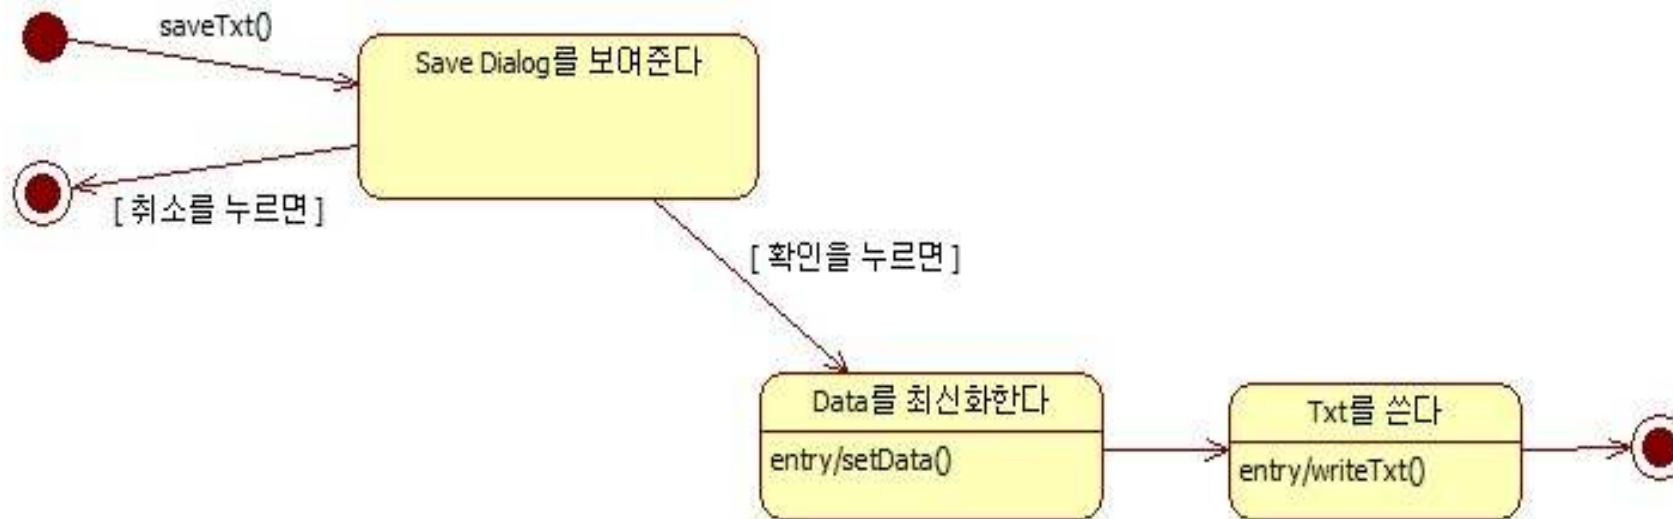 saveTxt()
Save Dialog를 보여준다
[ 취소를 누르면 ]
[ 확인을 누르면 ]
Data를 최신화한다
entry/setData()
Txt를 쓴다
entry/writeTxt()